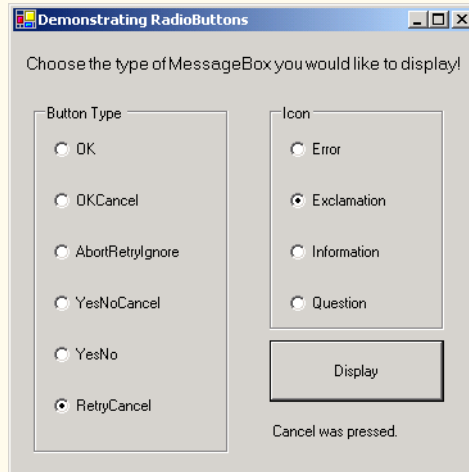 Demonstrating RadioButtons
Choose the type of MessageBox you would like to display!
Button Type
OK
OKCancel
AbortRetryIgnore
YesNoCancel
YesNo
RetryCancel
Icon
Error
Exclamation
Information
Question
Display
Cancel was pressed.